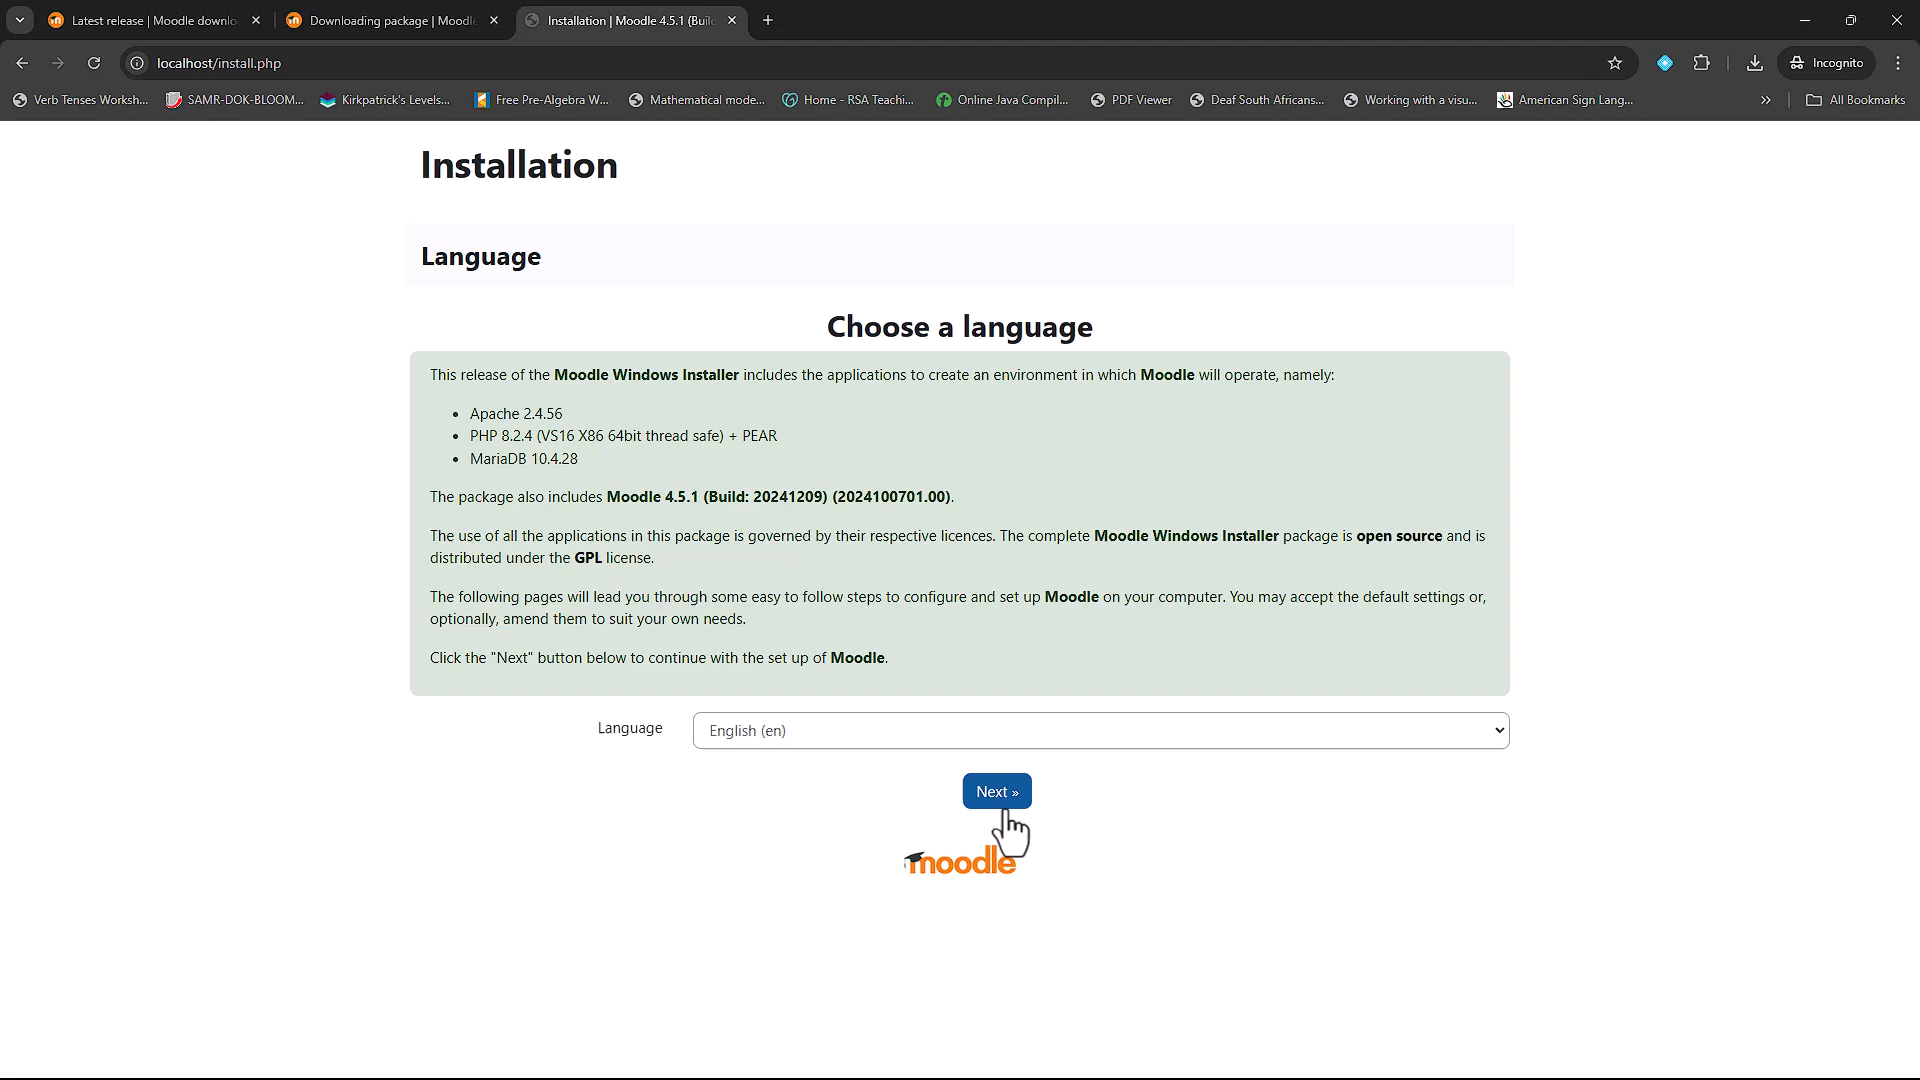 Latest release | Moodle downlo
Downloading package | Moodle
Installation | Moodle 4.5.1 (Buil
localhost/install.php
Incognito
Verb Tenses Worksh...
SAMR-DOK-BLOOM...
Kirkpatrick's Levels...
Free Pre-Algebra W...
Mathematical mode...
Home - RSA Teachi...
Online Java Compil...
PDF Viewer
Deaf South Africans...
Working with a visu...
American Sign Lang...
All Bookmarks
Installation
Language
Choose a language
This release of the Moodle Windows Installer includes the applications to create an environment in which Moodle will operate, namely:
• Apache 2.4.56
• PHP 8.2.4 (VS16 X86 64bit thread safe) + PEAR
• MariaDB 10.4.28
The package also includes Moodle 4.5.1 (Build: 20241209) (2024100701.00).
The use of all the applications in this package is governed by their respective licences. The complete Moodle Windows Installer package is open source and is
distributed under the GPL license.
The following pages will lead you through some easy to follow steps to configure and set up Moodle on your computer. You may accept the default settings or,
optionally, amend them to suit your own needs.
Click the "Next" button below to continue with the set up of Moodle.
Language
English (en)
Next »
moodle